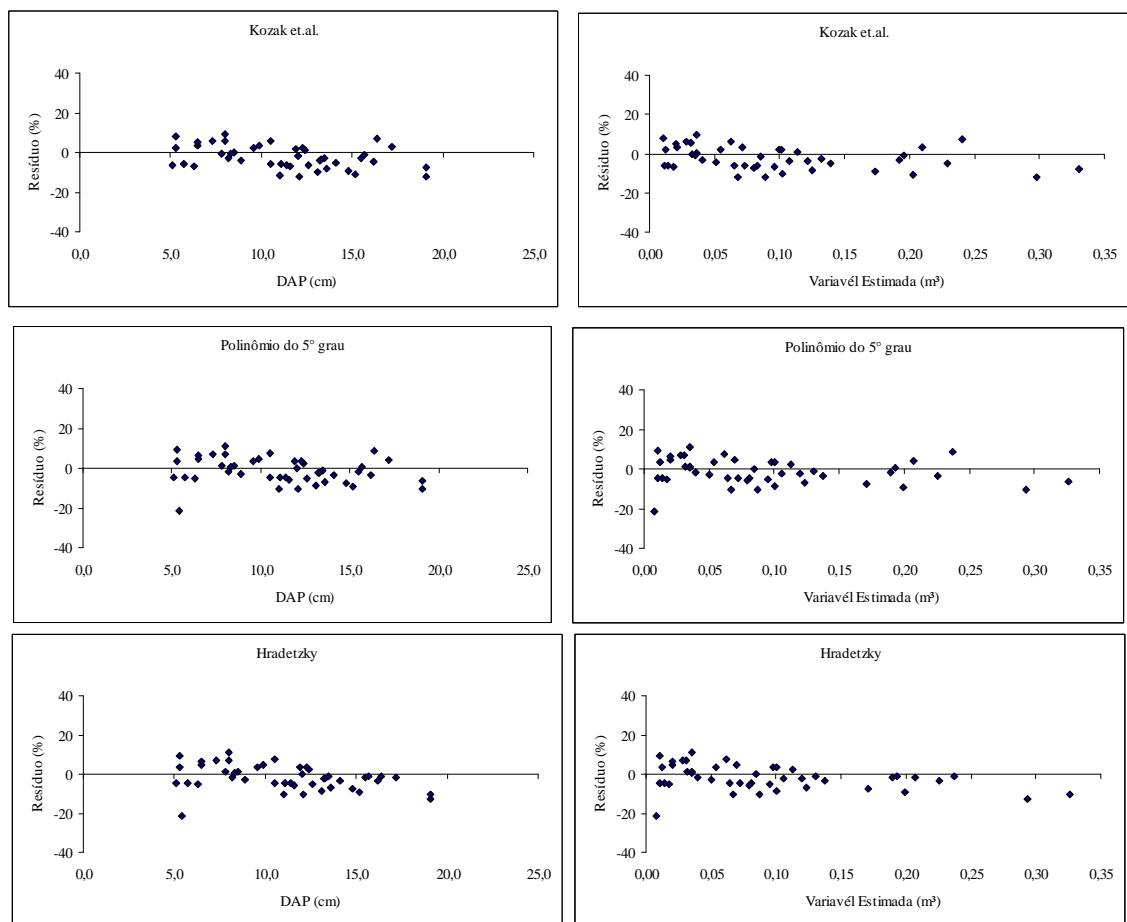 Kozak et.al.
40
20
0
-20
-40
0,0 5,0 10,0 15,0 20,0 25,0
DAP (cm)
Resíduo (%)
Kozak et.al.
40
20
0
-20
-40
0,00 0,05 0,10 0,15 0,20 0,25 0,30 0,35
Variavél Estimada (m³)
Résíduo (%)
Polinômio do 5° grau
40
20
0
-20
-40
0,0 5,0 10,0 15,0 20,0 25,0
DAP (cm)
Resíduo (%)
Polinômio do 5° grau
40
20
0
-20
-40
0,00 0,05 0,10 0,15 0,20 0,25 0,30 0,35
Variavél Estimada (m³)
Resíduo (%)
Hradetzky
40
20
0
-20
-40
0,0 5,0 10,0 15,0 20,0 25,0
DAP (cm)
Resíduo (%)
Hradetzky
40
20
0
-20
-40
0,00 0,05 0,10 0,15 0,20 0,25 0,30 0,35
Variavél Estimada (m³)
Resíduo (%)